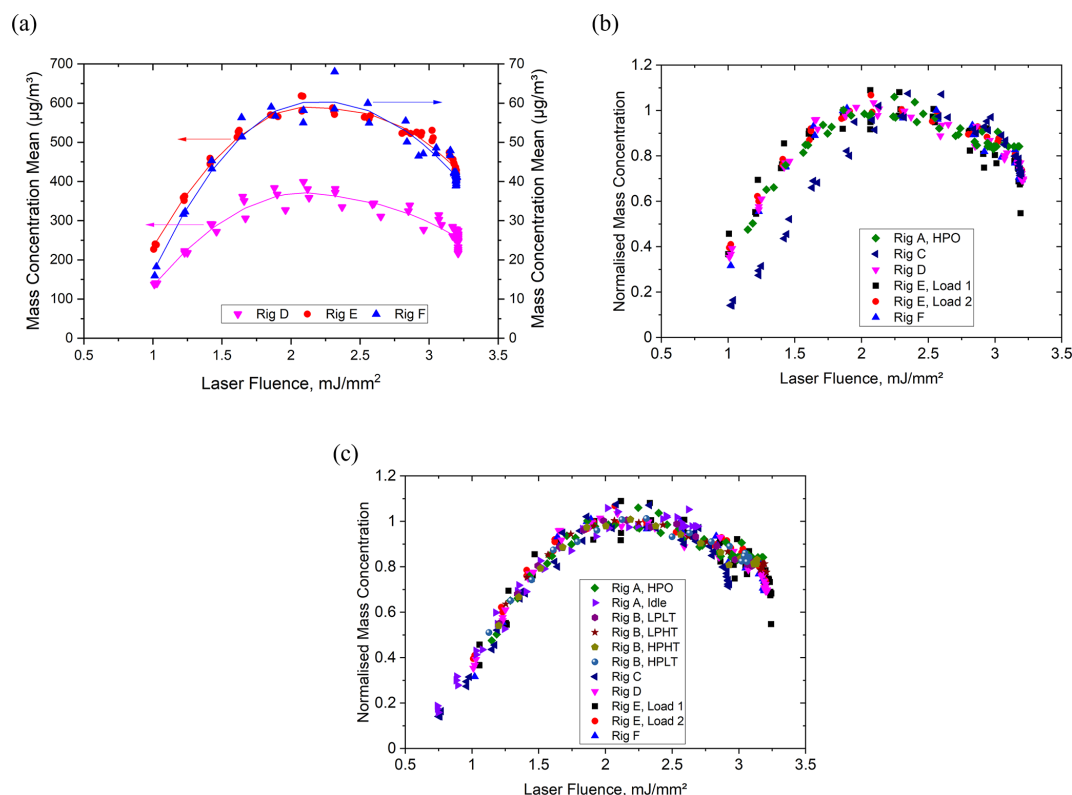 (a)
700
600
500
400
300
200
100
0
Mass Concentration Mean (µg/m³)
70
60
50
40
30
20
10
0
Mass Concentration Mean (µg/m³)
Rig D Rig E Rig F
0.5 1 1.5 2 2.5 3 3.5
Laser Fluence, mJ/mm²
(b)
1.2
1
0.8
0.6
0.4
0.2
0
Normalised Mass Concentration
Rig A, HPO
Rig C
Rig D
Rig E, Load 1
Rig E, Load 2
Rig F
0.5 1 1.5 2 2.5 3 3.5
Laser Fluence, mJ/mm²
(c)
1.2
1
0.8
0.6
0.4
0.2
0
Normalised Mass Concentration
Rig A, HPO
Rig A, Idle
Rig B, LPLT
Rig B, LPHT
Rig B, HPHT
Rig B, HPLT
Rig C
Rig D
Rig E, Load 1
Rig E, Load 2
Rig F
0.5 1 1.5 2 2.5 3 3.5
Laser Fluence, mJ/mm²